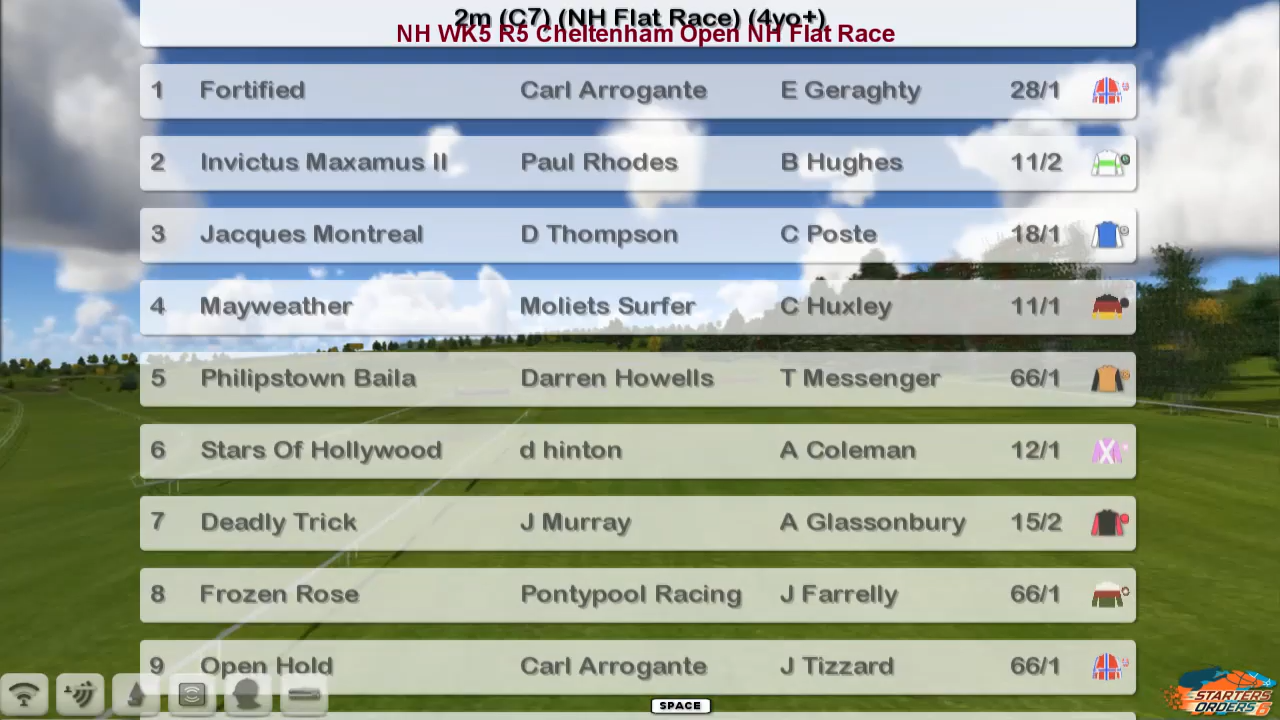 2m (C7) (NH Flat Race) (4yo+)
NH WK5 R5 Cheltenham Open NH Flat Race
1 Fortified Carl Arrogante E Geraghty 28/1
2 Invictus Maxamus II Paul Rhodes B Hughes 11/2
3 Jacques Montreal D Thompson C Poste 18/1
4 Mayweather Moliets Surfer C Huxley 11/1
5 Philipstown Baila Darren Howells T Messenger 66/1
6 Stars Of Hollywood d hinton A Coleman 12/1
7 Deadly Trick J Murray A Glassonbury 15/2
8 Frozen Rose Pontypool Racing J Farrelly 66/1
9 Open Hold Carl Arrogante J Tizzard 66/1
SPACE
STARTERS
ORDERS 6